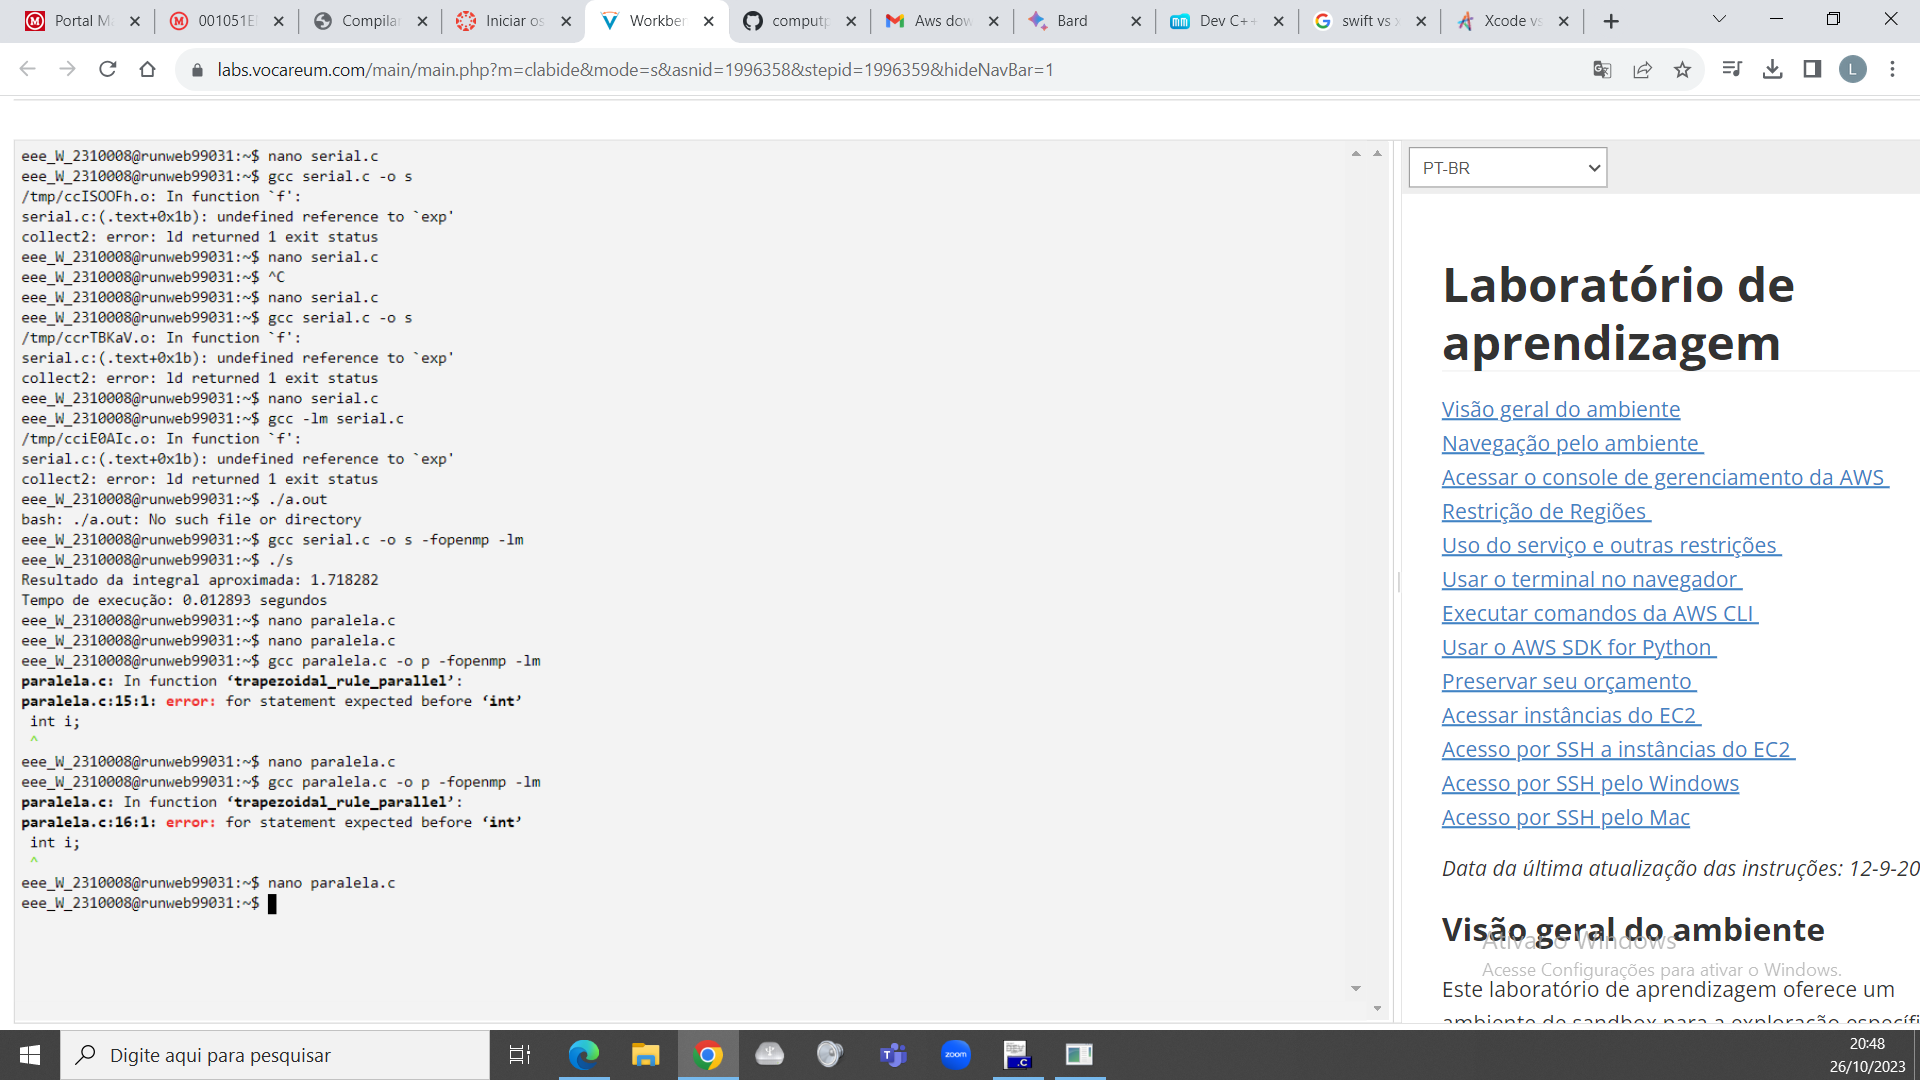 Portal M
001051E
Compilar
Iniciar os
Workber
computp
Aws dow
Bard
Dev C++
swift vs x
Xcode vs
labs.vocareum.com/main/main.php?m=clabide&mode=s&asnid=1996358&stepid=1996359&hideNavBar=1
L
eee_W_2310008@runweb99031:~$ nano serial.c
eee_W_2310008@runweb99031:~$ gcc serial.c -o s
/tmp/ccISOOFh.o: In function `f':
serial.c:(.text+0x1b): undefined reference to `exp'
collect2: error: ld returned 1 exit status
eee_W_2310008@runweb99031:~$ nano serial.c
eee_W_2310008@runweb99031:~$ ^C
eee_W_2310008@runweb99031:~$ nano serial.c
eee_W_2310008@runweb99031:~$ gcc serial.c -o s
/tmp/ccrTBKaV.o: In function `f':
serial.c:(.text+0x1b): undefined reference to `exp'
collect2: error: ld returned 1 exit status
eee_W_2310008@runweb99031:~$ nano serial.c
eee_W_2310008@runweb99031:~$ gcc -lm serial.c
/tmp/cciE0AIc.o: In function `f':
serial.c:(.text+0x1b): undefined reference to `exp'
collect2: error: ld returned 1 exit status
eee_W_2310008@runweb99031:~$ ./a.out
bash: ./a.out: No such file or directory
eee_W_2310008@runweb99031:~$ gcc serial.c -o s -fopenmp -lm
eee_W_2310008@runweb99031:~$ ./s
Resultado da integral aproximada: 1.718282
Tempo de execução: 0.012893 segundos
eee_W_2310008@runweb99031:~$ nano paralela.c
eee_W_2310008@runweb99031:~$ nano paralela.c
eee_W_2310008@runweb99031:~$ gcc paralela.c -o p -fopenmp -lm
paralela.c: In function ‘trapezoidal_rule_parallel’:
paralela.c:15:1: error: for statement expected before ‘int’
int i;
^
eee_W_2310008@runweb99031:~$ nano paralela.c
eee_W_2310008@runweb99031:~$ gcc paralela.c -o p -fopenmp -lm
paralela.c: In function ‘trapezoidal_rule_parallel’:
paralela.c:16:1: error: for statement expected before ‘int’
int i;
^
eee_W_2310008@runweb99031:~$ nano paralela.c
eee_W_2310008@runweb99031:~$
PT-BR
Laboratório de
aprendizagem
Visão geral do ambiente
Navegação pelo ambiente
Acessar o console de gerenciamento da AWS
Restrição de Regiões
Uso do serviço e outras restrições
Usar o terminal no navegador
Executar comandos da AWS CLI
Usar o AWS SDK for Python
Preservar seu orçamento
Acessar instâncias do EC2
Acesso por SSH a instâncias do EC2
Acesso por SSH pelo Windows
Acesso por SSH pelo Mac
Data da última atualização das instruções: 12-9-20
Visão geral do ambiente
Ativar o Windows
Acesse Configurações para ativar o Windows.
Este laboratório de aprendizagem oferece um
ambiente de sandbox para a exploração específi
Digite aqui para pesquisar
zoom
.C
20:48
26/10/2023